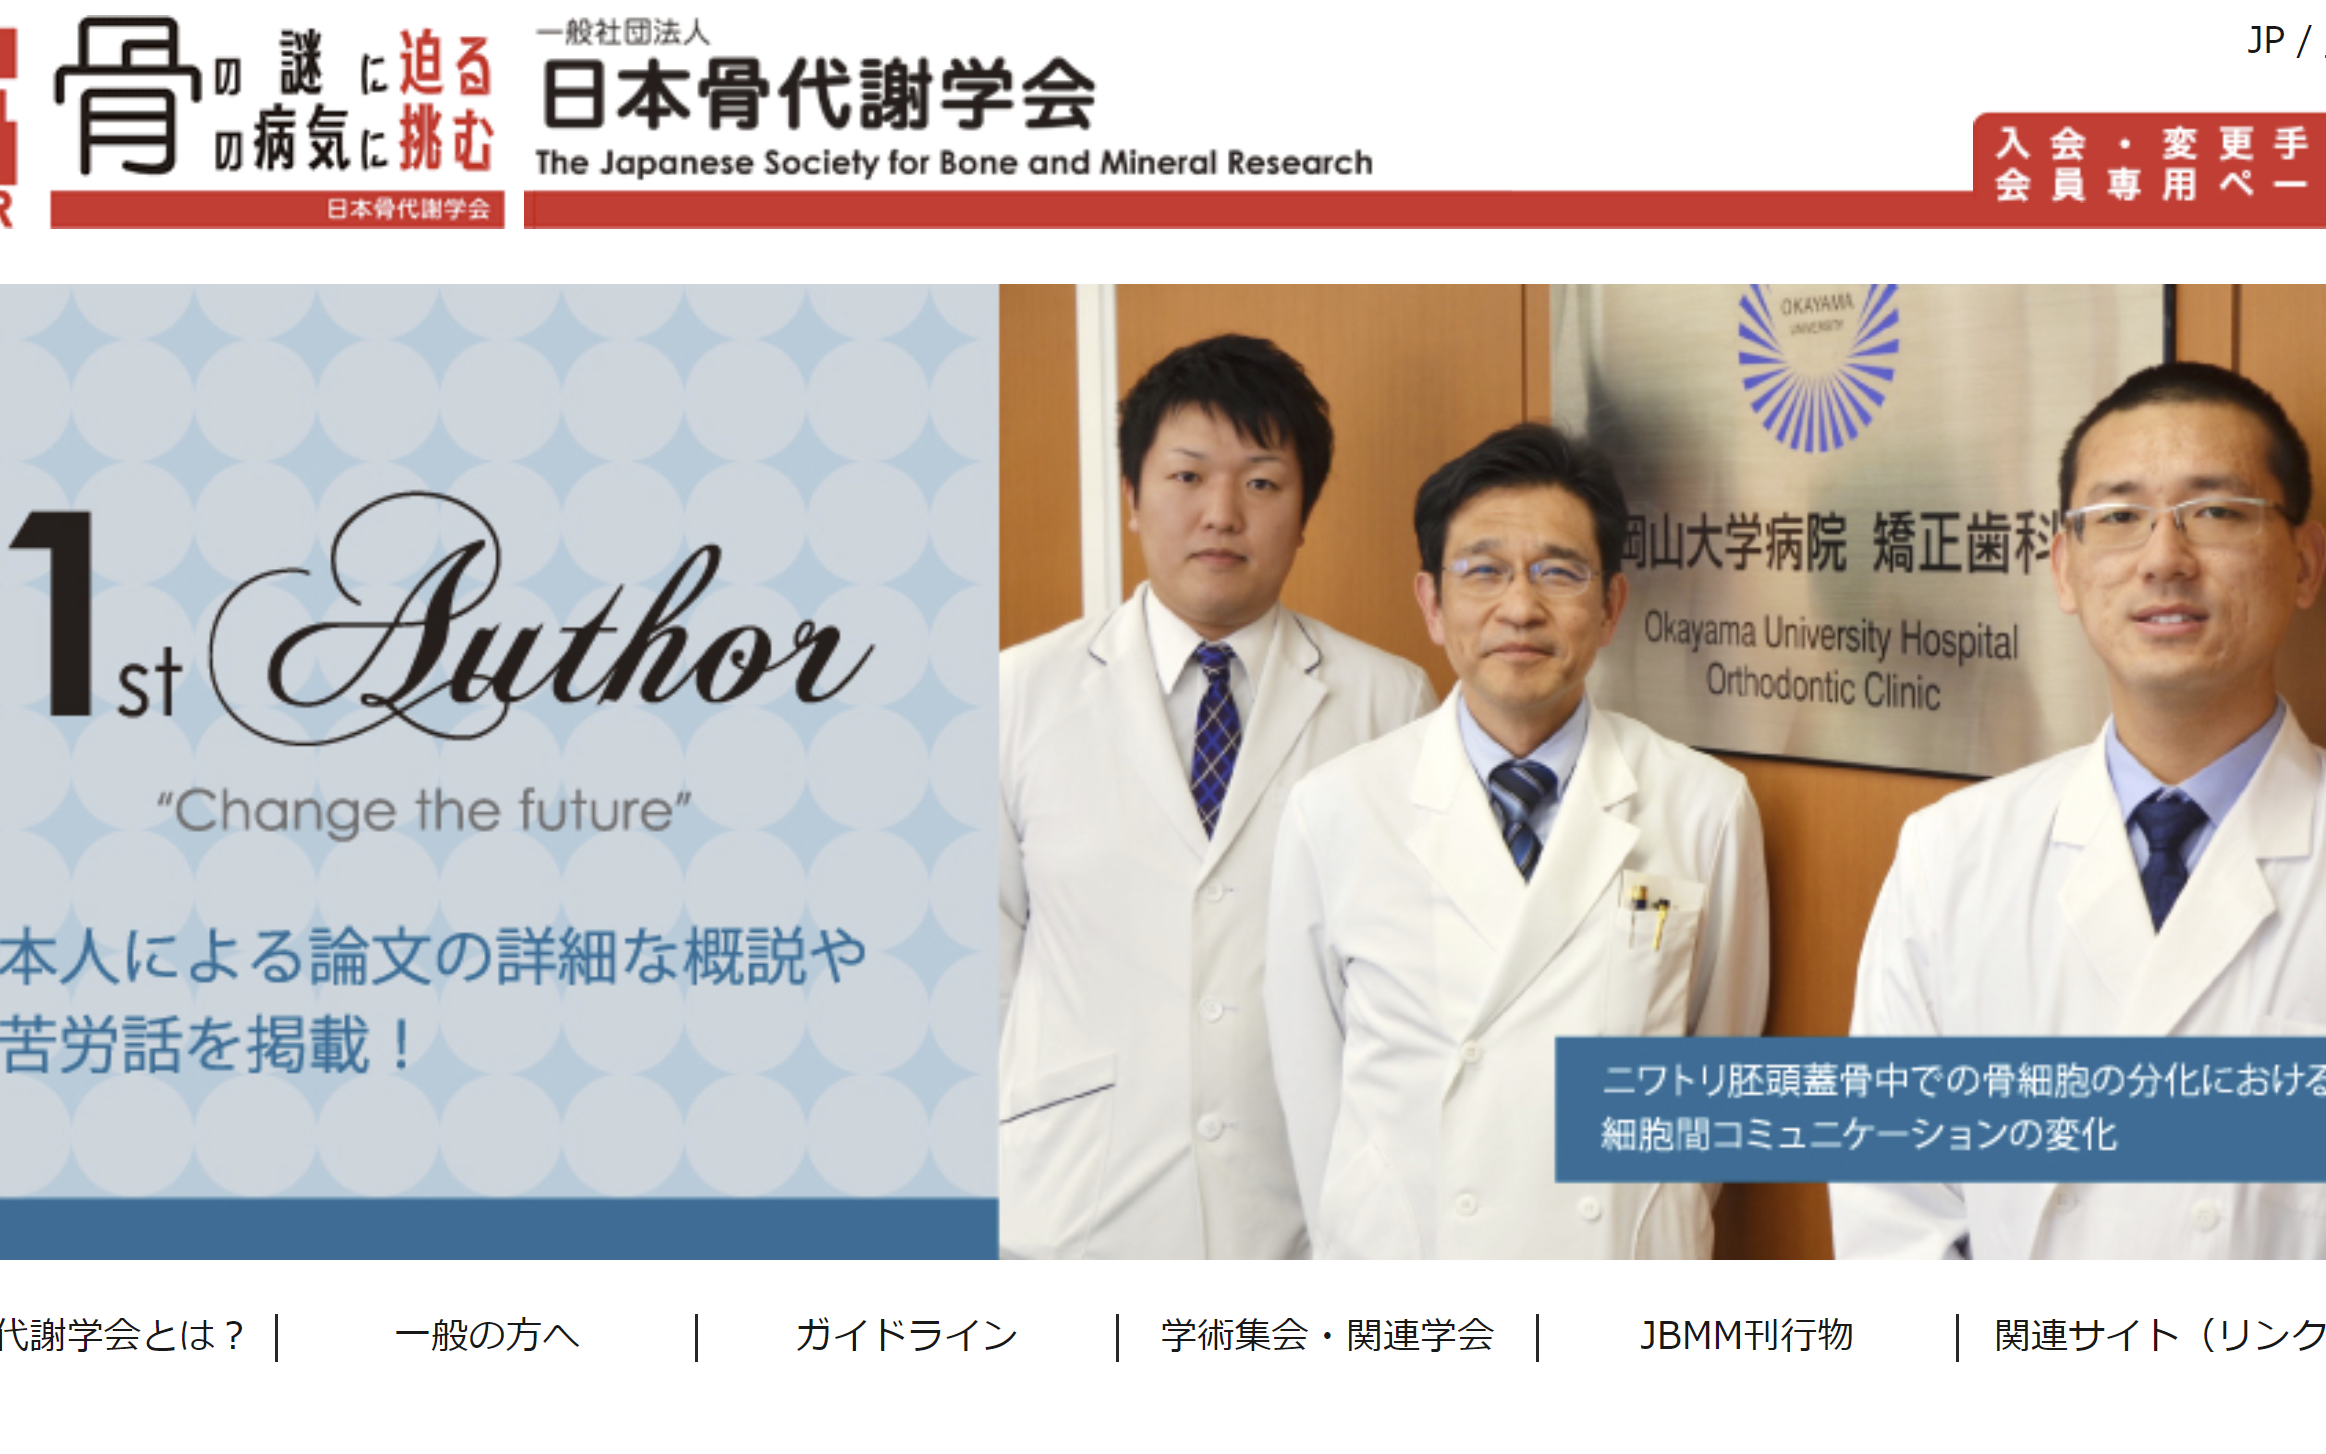 R
骨の謎に迫る
の病気に挑む
日本骨代謝学会
一般社団法人
日本骨代謝学会
The Japanese Society for Bone and Mineral Research
JP /
入会・変更手
会員専用ペー
1st Author
“Change the future”
本人による論文の詳細な概説や
苦労話を掲載！
OKAYAMA
UNIVERSITY
岡山大学病院 矯正歯科
Okayama University Hospital
Orthodontic Clinic
ニワトリ胚頭蓋骨中での骨細胞の分化における
細胞間コミュニケーションの変化
代謝学会とは？
一般の方へ
ガイドライン
学術集会・関連学会
JBMM刊行物
関連サイト（リンク